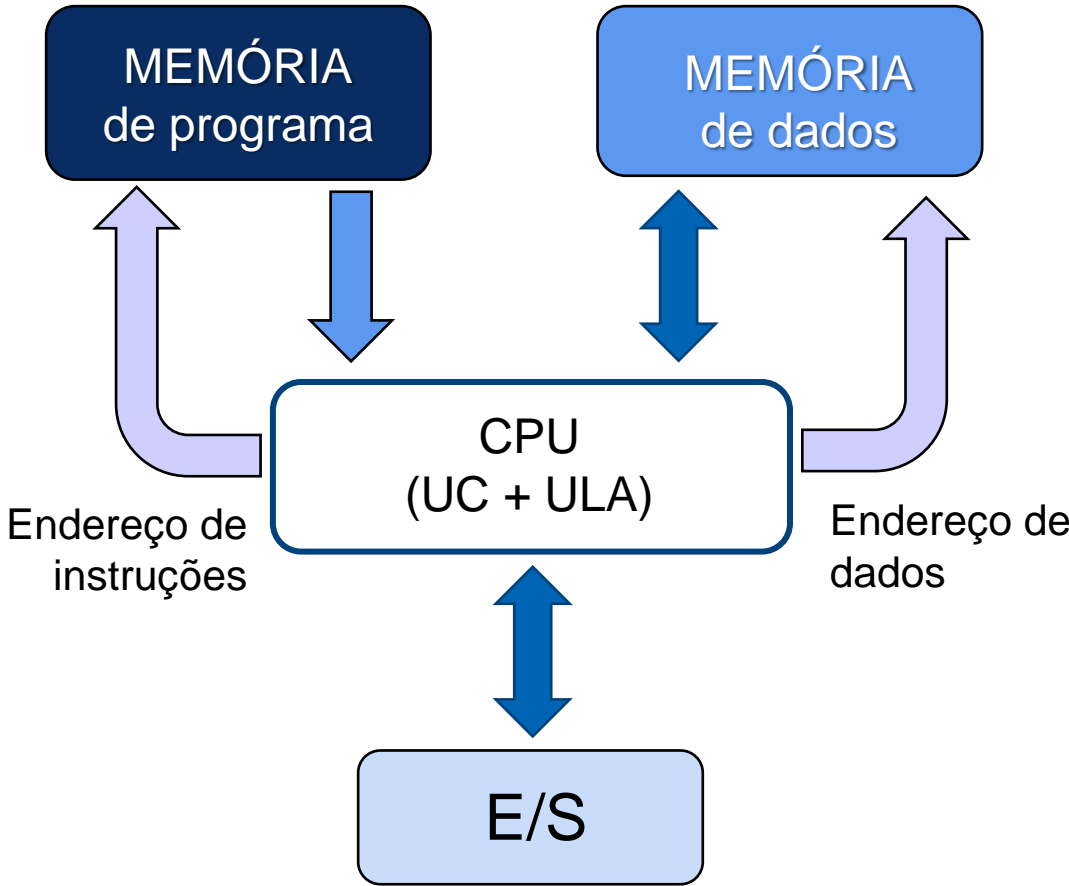 MEMÓRIA
de programa
MEMÓRIA
de dados
CPU
(UC + ULA)
Endereço de
instruções
Endereço de
dados
E/S